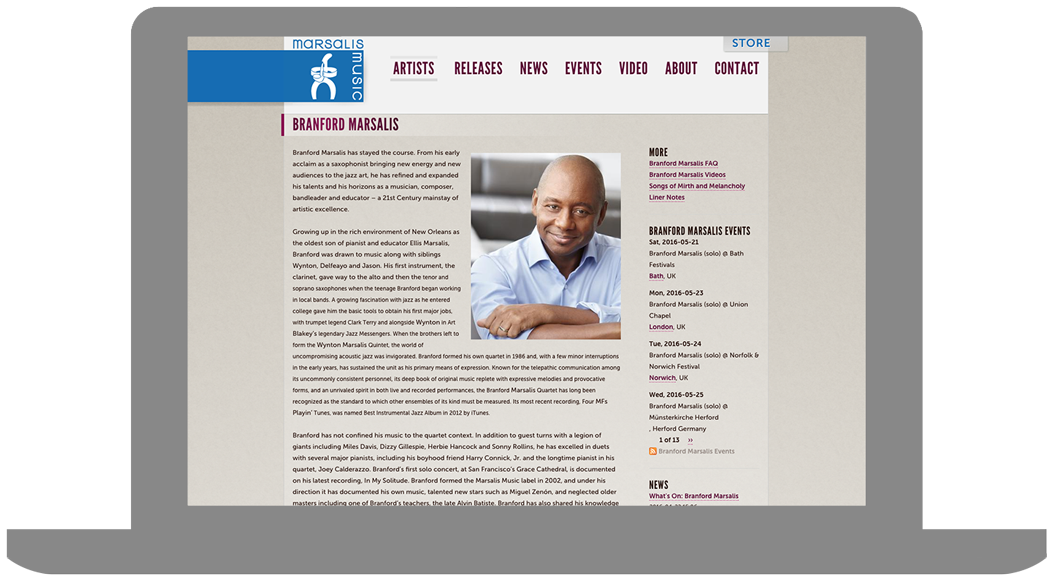 marsalis
MUSIC
STORE
ARTISTS RELEASES NEWS EVENTS VIDEO ABOUT CONTACT
BRANFORD MARSALIS
Branford Marsalis has stayed the course. From his early
acclaim as a saxophonist bringing new energy and new
audiences to the jazz art, he has refined and expanded
his talents and his horizons as a musician, composer,
bandleader and educator – a 21st Century mainstay of
artistic excellence.
Growing up in the rich environment of New Orleans as
the oldest son of pianist and educator Ellis Marsalis,
Branford was drawn to music along with siblings
Wynton, Delfeayo and Jason. His first instrument, the
clarinet, gave way to the alto and then the tenor and
soprano saxophones when the teenage Branford began working
in local bands. A growing fascination with jazz as he entered
college gave him the basic tools to obtain his first major jobs,
with trumpet legend Clark Terry and alongside Wynton in Art
Blakey's legendary Jazz Messengers. When the brothers left to
form the Wynton Marsalis Quintet, the world of
uncompromising acoustic jazz was invigorated. Branford formed his own quartet in 1986 and, with a few minor interruptions
in the early years, has sustained the unit as his primary means of expression. Known for the telepathic communication among
its uncommonly consistent personnel, its deep book of original music replete with expressive melodies and provocative
forms, and an unrivaled spirit in both live and recorded performances, the Branford Marsalis Quartet has long been
recognized as the standard to which other ensembles of its kind must be measured. Its most recent recording, Four MFs
Playin' Tunes, was named Best Instrumental Jazz Album in 2012 by iTunes.
Branford has not confined his music to the quartet context. In addition to guest turns with a legion of
giants including Miles Davis, Dizzy Gillespie, Herbie Hancock and Sonny Rollins, he has excelled in duets
with several major pianists, including his boyhood friend Harry Connick, Jr. and the longtime pianist in his
quartet, Joey Calderazzo. Branford's first solo concert, at San Francisco's Grace Cathedral, is documented
on his latest recording, In My Solitude. Branford formed the Marsalis Music label in 2002, and under his
direction it has documented his own music, talented new stars such as Miguel Zenón, and neglected older
masters including one of Branford's teachers, the late Alvin Batiste. Branford has also shared his knowledge
MORE
Branford Marsalis FAQ
Branford Marsalis Videos
Songs of Mirth and Melancholy
Liner Notes
BRANFORD MARSALIS EVENTS
Sat, 2016-05-21
Branford Marsalis (solo) @ Bath
Festivals
Bath, UK
Mon, 2016-05-23
Branford Marsalis (solo) @ Union
Chapel
London, UK
Tue, 2016-05-24
Branford Marsalis (solo) @ Norfolk &
Norwich Festival
Norwich, UK
Wed, 2016-05-25
Branford Marsalis (solo) @
Münsterkirche Herford
, Herford Germany
1 of 13 ››
Branford Marsalis Events
NEWS
What's On: Branford Marsalis